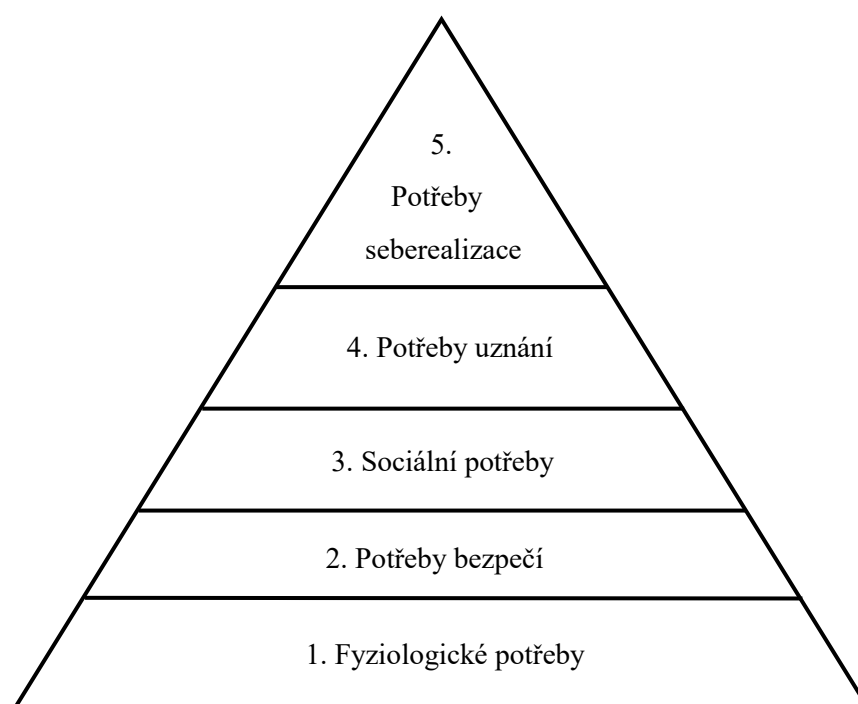 5.
Potřeby
seberealizace
4. Potřeby uznání
3. Sociální potřeby
2. Potřeby bezpečí
1. Fyziologické potřeby